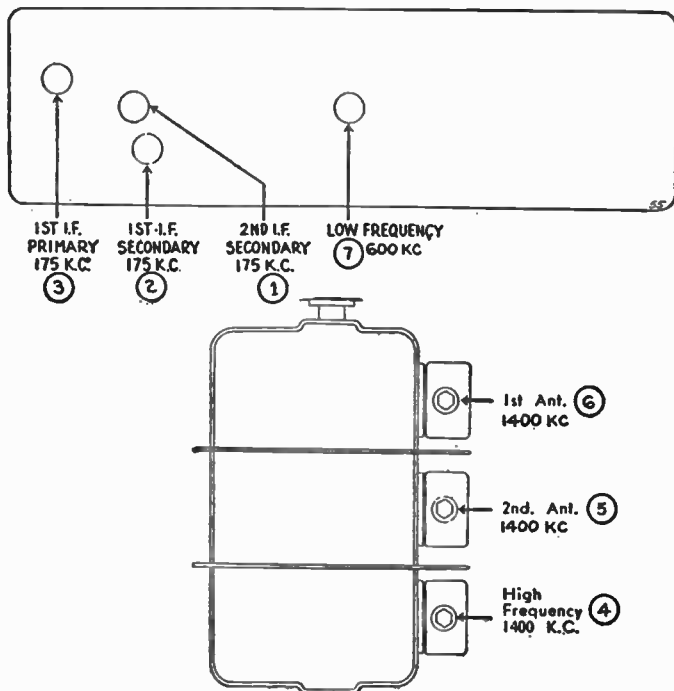 55
1ST I.F.
PRIMARY
175 K.C.
3
1ST-I.F.
SECONDARY
175 K.C.
2
2ND I.F.
SECONDARY
175 K.C.
1
LOW FREQUENCY
7 600 KC
1st Ant. 6
1400 KC
2nd. Ant. 5
1400 KC
High
Frequency 4
1400 K.C.